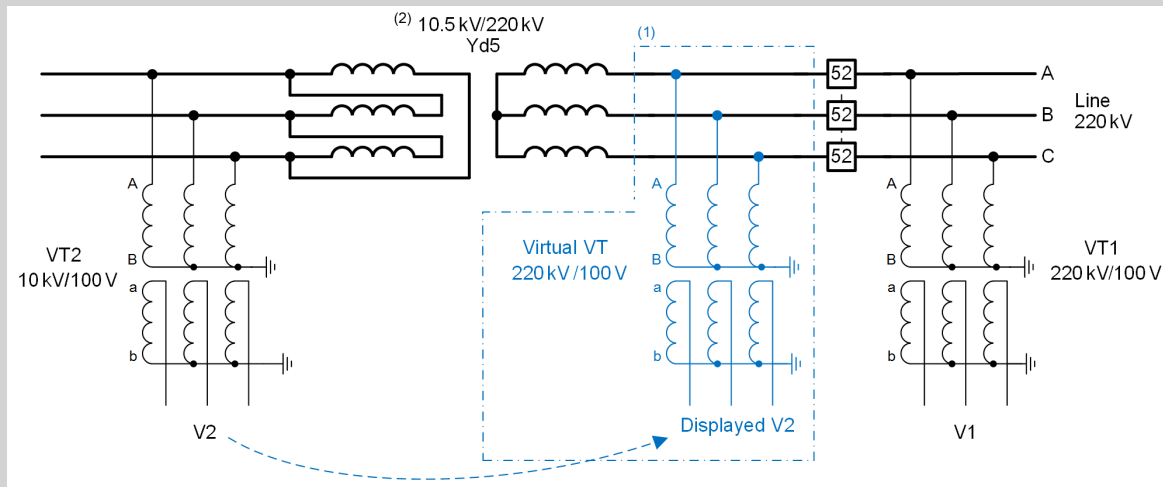 (2) 10.5 kV/220 kV
Yd5
(1)
52
A
52
B
Line
220 kV
52
C
A
B
a
b
VT2
10 kV/100 V
V2
A
B
a
b
Virtual VT
220 kV /100 V
Displayed V2
A
B
a
b
VT1
220 kV/100 V
V1